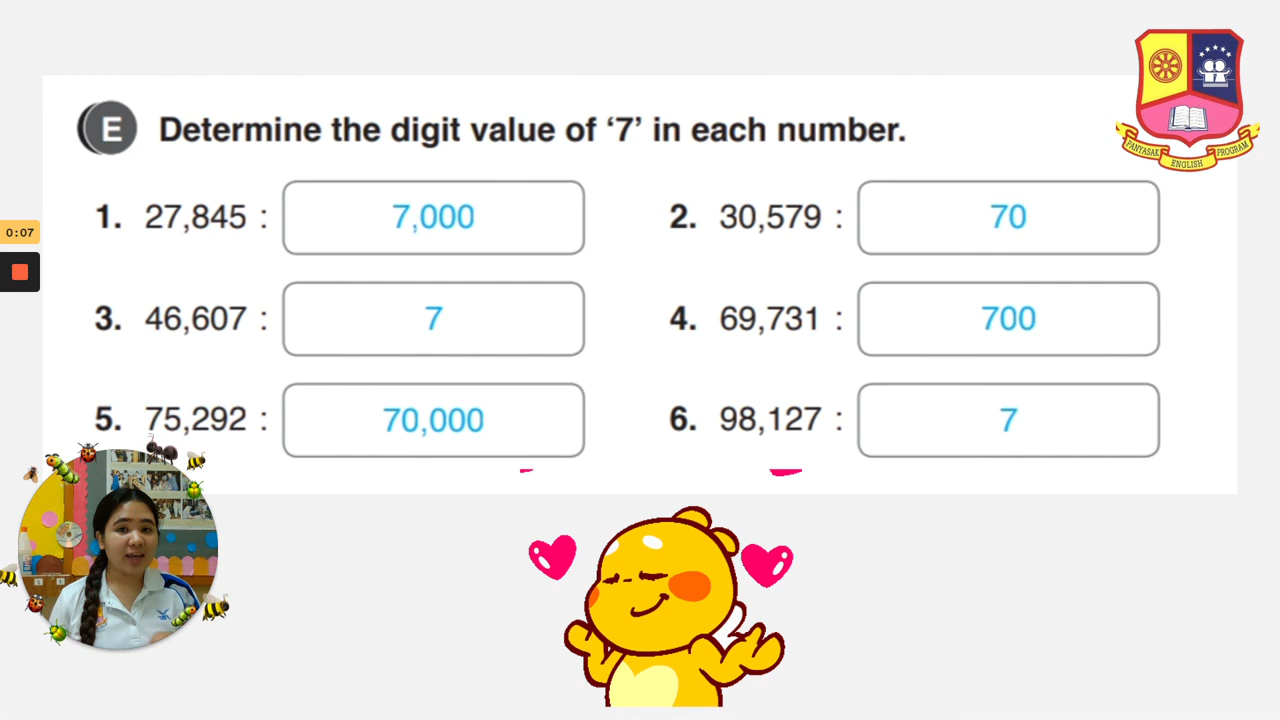 E Determine the digit value of ‘7’ in each number.
1. 27,845 : 7,000 2. 30,579 : 70
3. 46,607 : 7 4. 69,731 : 700
5. 75,292 : 70,000 6. 98,127 : 7
0:07
PANYASAK ENGLISH PROGRAM